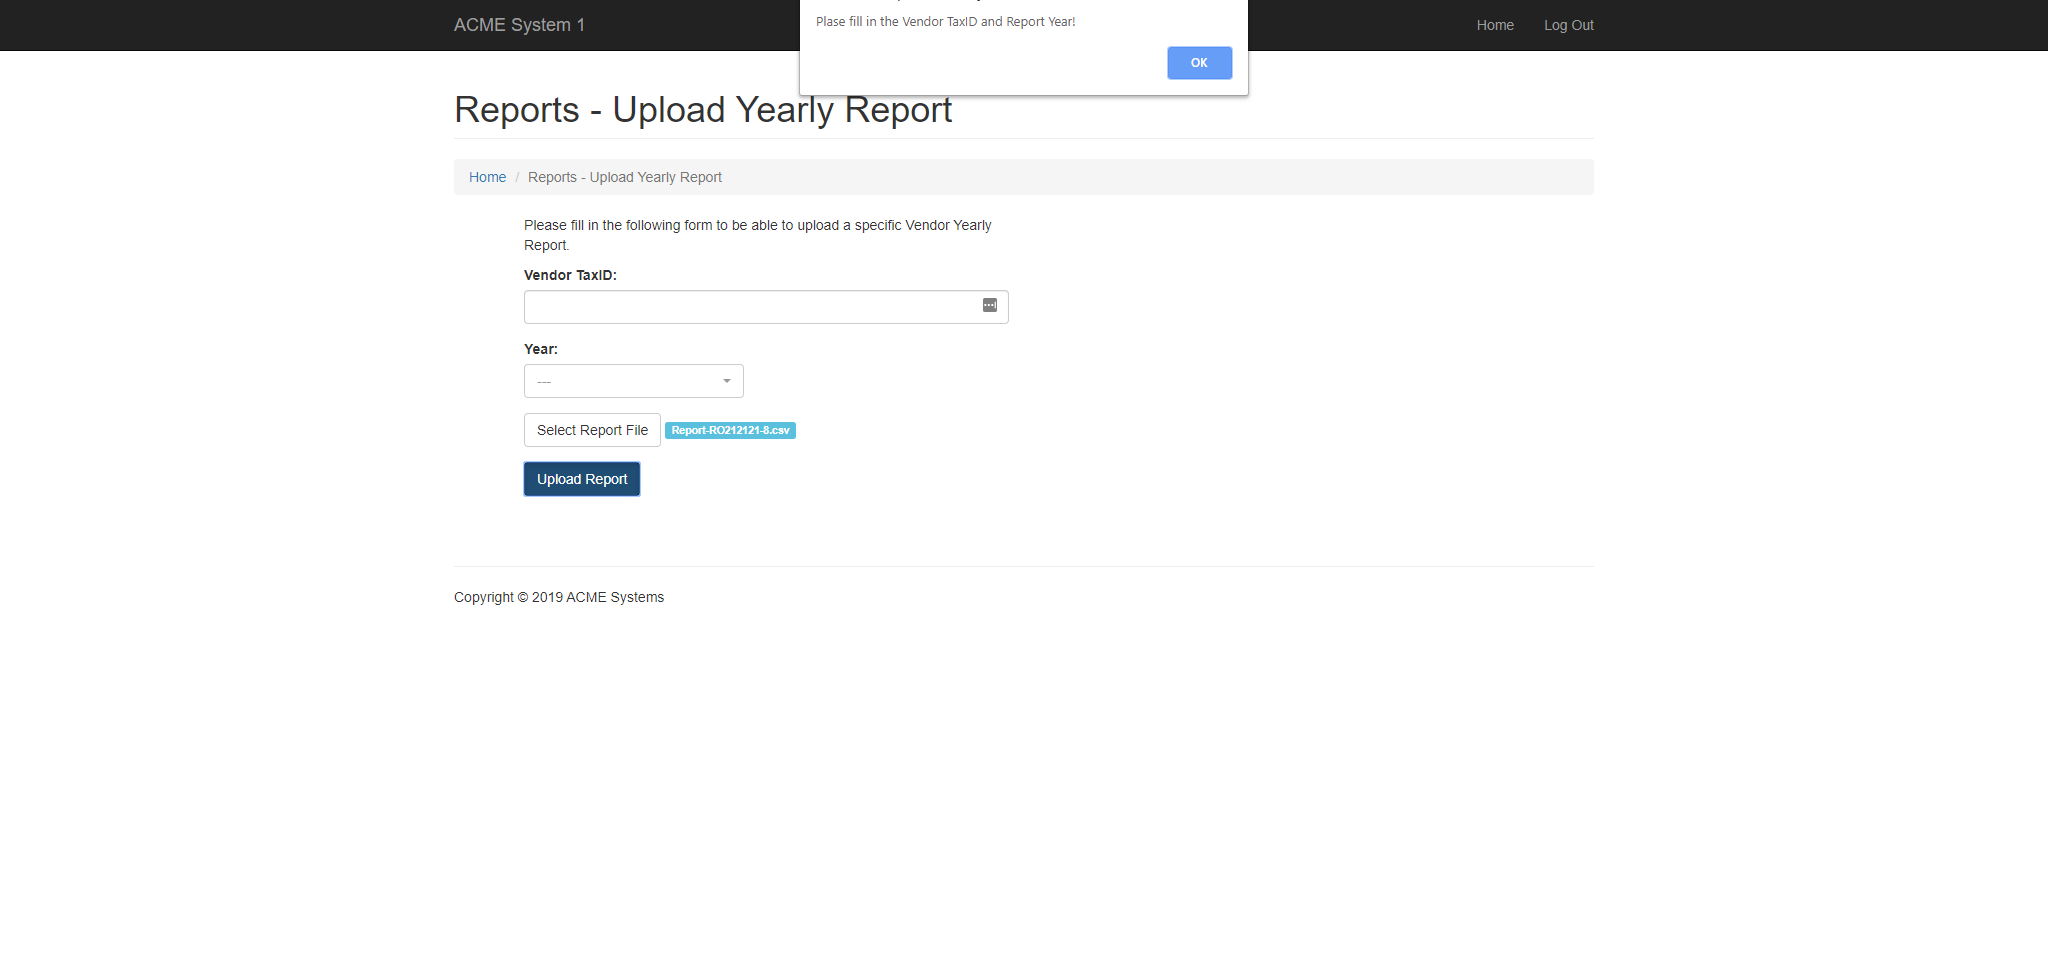 ACME System 1
Plase fill in the Vendor TaxID and Report Year!
OK
Home
Log Out
Reports - Upload Yearly Report
Home / Reports - Upload Yearly Report
Please fill in the following form to be able to upload a specific Vendor Yearly
Report.
Vendor TaxID:
Year:
---
Select Report File
Report-RO212121-8.csv
Upload Report
Copyright © 2019 ACME Systems